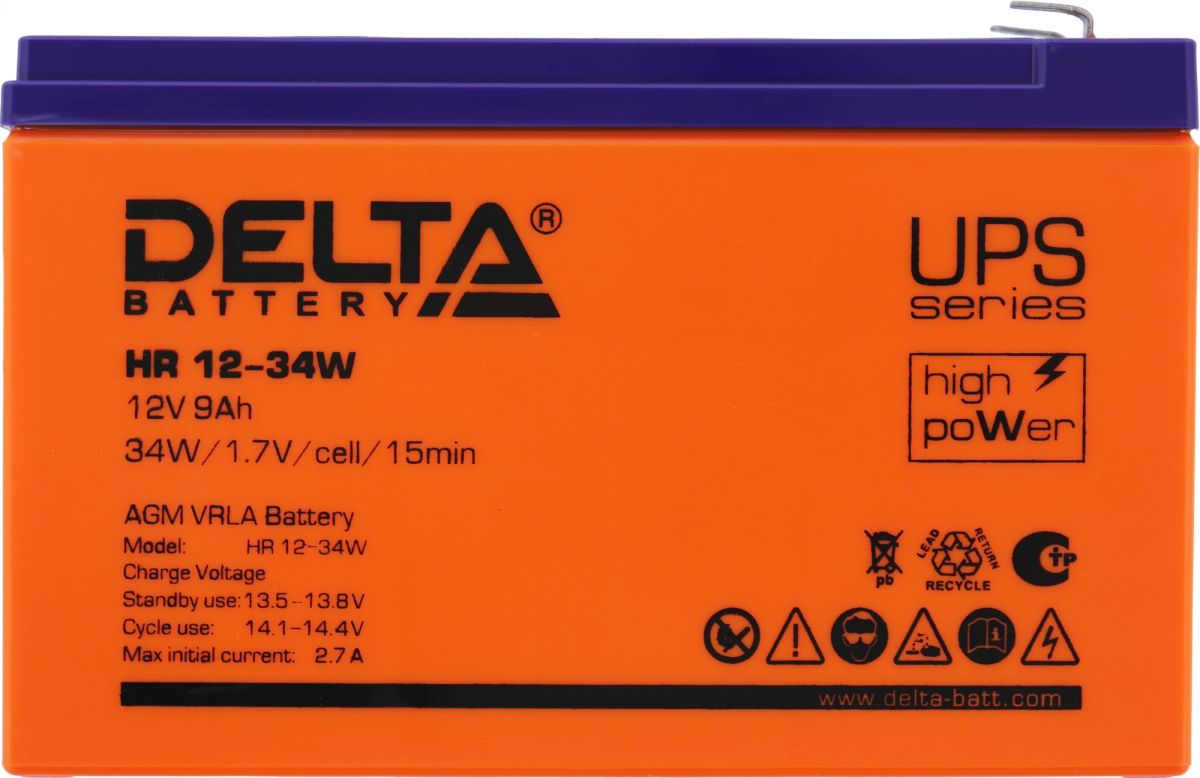 DELTA®
BATTERY
HR 12-34W
12V 9Ah
34W/1.7V/cell/15min
UPS
series
high
poWer
AGM VRLA Battery
Model: HR 12-34W
Charge Voltage
Standby use: 13.5-13.8V
Cycle use: 14.1-14.4V
Max initial current: 2.7 A
pb
LEAD
RETURN
RECYCLE
СТР
i
www.delta-batt.com